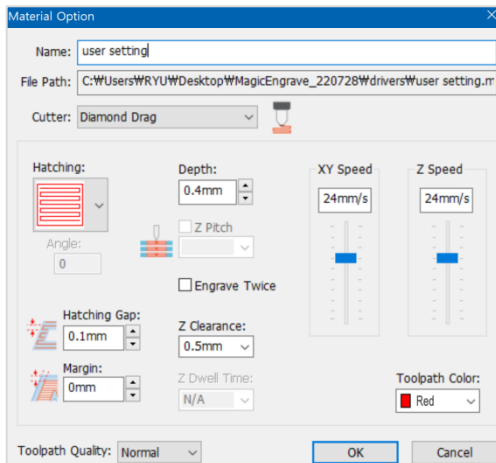 Material Option
Name: user setting
File Path: C:₩Users₩RYU₩Desktop₩MagicEngrave_220728₩drivers₩user setting.m
Cutter: Diamond Drag
Hatching:
Angle:
0
Depth:
0.4mm
Z Pitch
Engrave Twice
XY Speed
24mm/s
Z Speed
24mm/s
Hatching Gap:
0.1mm
Margin:
0mm
Z Clearance:
0.5mm
Z Dwell Time:
N/A
Toolpath Color:
Red
Toolpath Quality: Normal
OK
Cancel